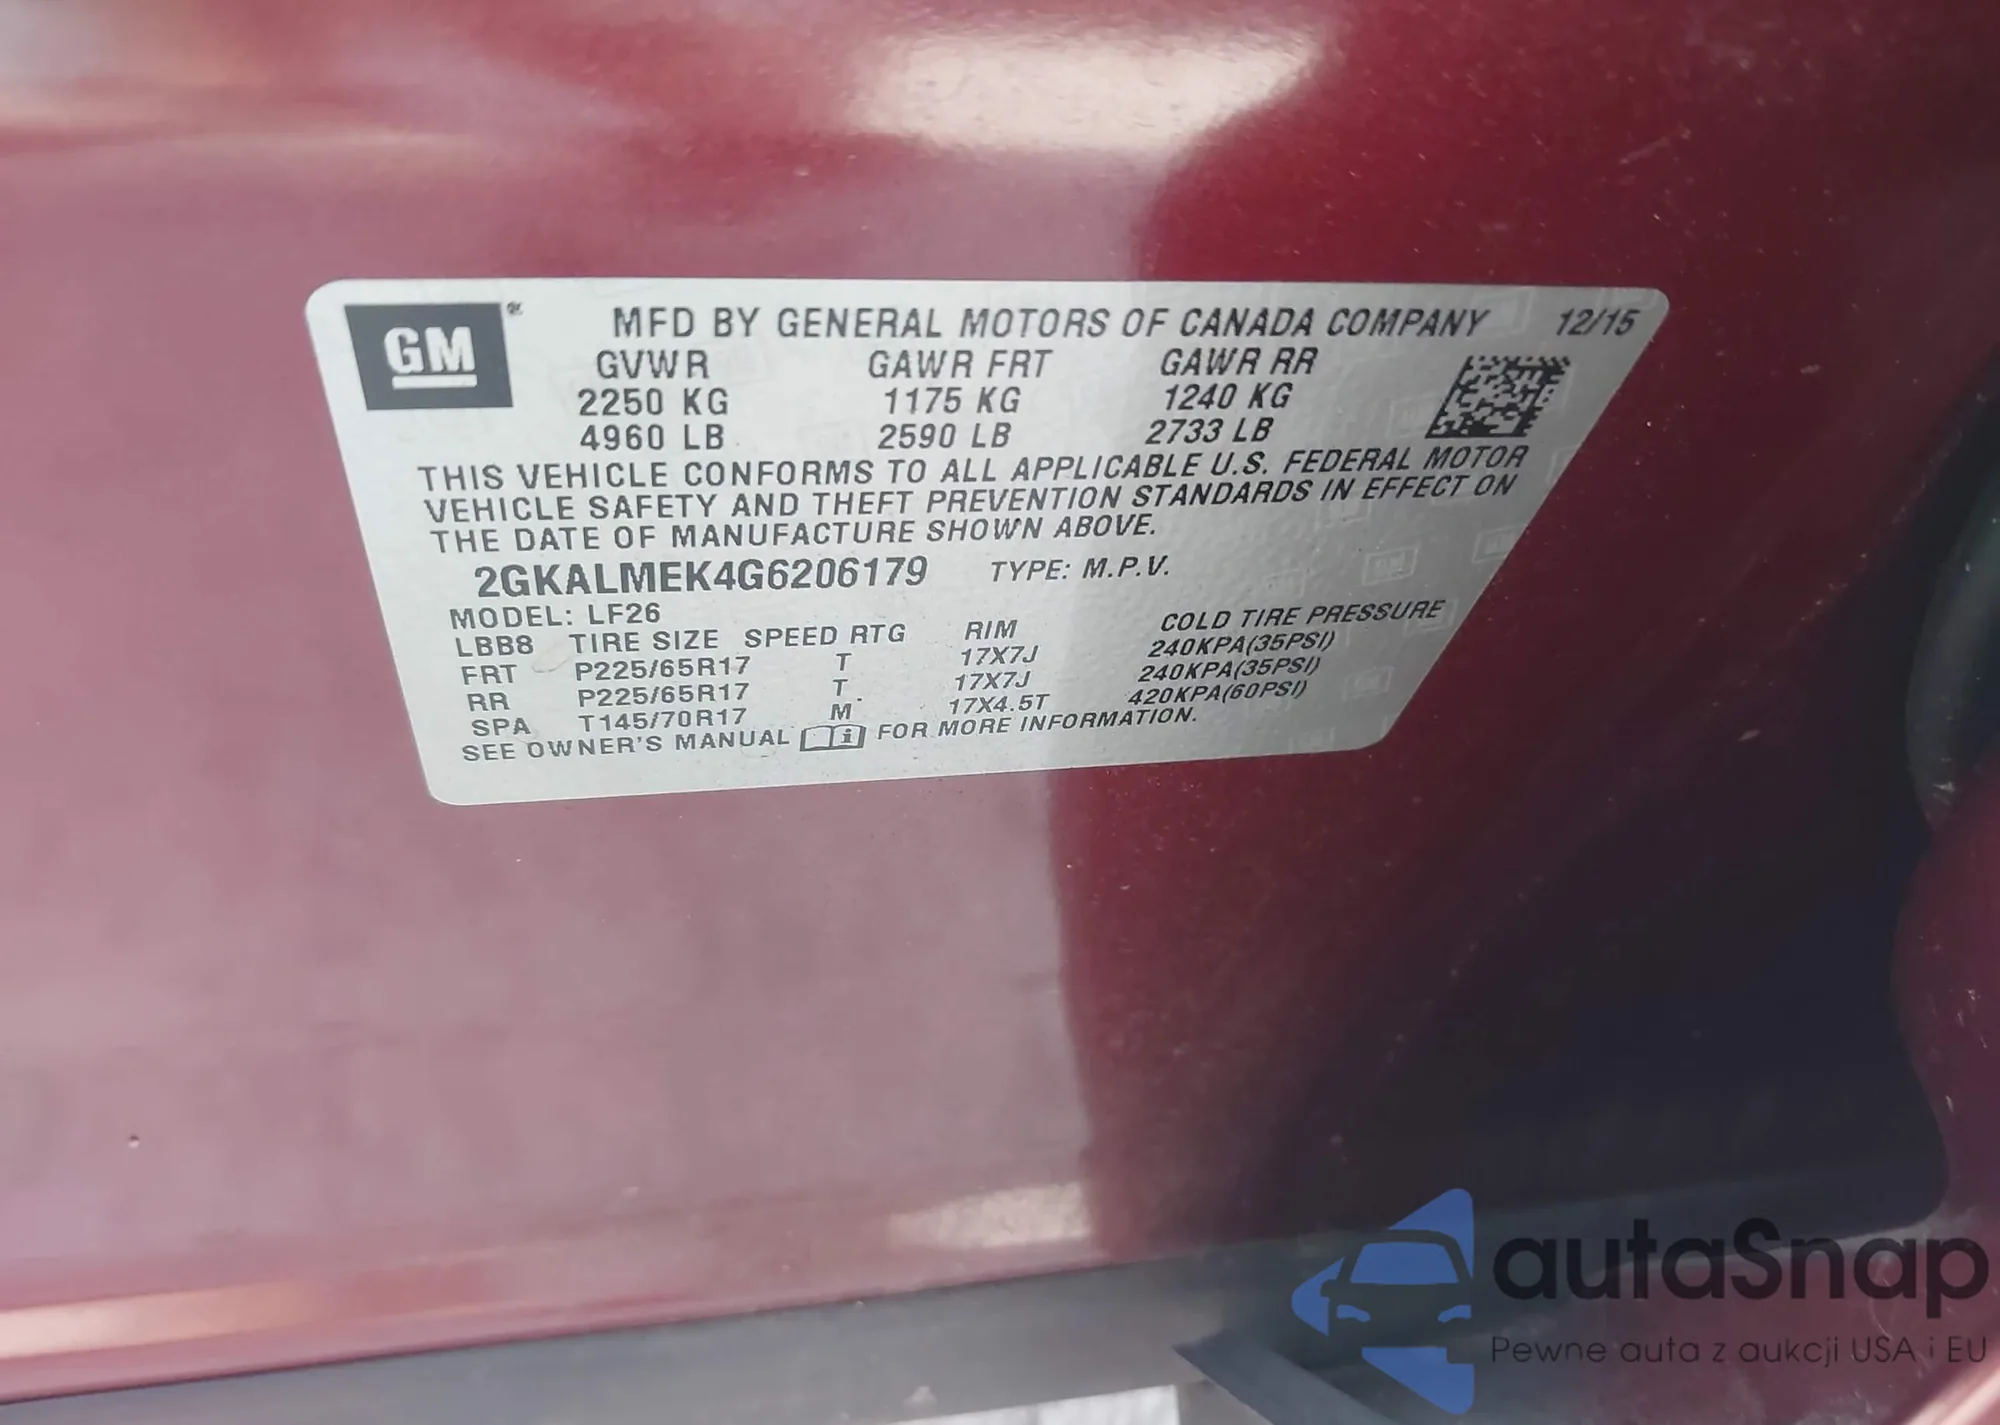 GM
MFD BY GENERAL MOTORS OF CANADA COMPANY 12/15
GVWR GAWR FRT GAWR RR
2250 KG 1175 KG 1240 KG
4960 LB 2590 LB 2733 LB
THIS VEHICLE CONFORMS TO ALL APPLICABLE U.S. FEDERAL MOTOR
VEHICLE SAFETY AND THEFT PREVENTION STANDARDS IN EFFECT ON
THE DATE OF MANUFACTURE SHOWN ABOVE.
2GKALMEK4G6206179 TYPE: M.P.V.
MODEL: LF26
LBB8 TIRE SIZE SPEED RTG RIM COLD TIRE PRESSURE
FRT P225/65R17 T 17X7J 240KPA(35PSI)
RR P225/65R17 T 17X7J 240KPA(35PSI)
SPA T145/70R17 M 17X4.5T 420KPA(60PSI)
SEE OWNER'S MANUAL FOR MORE INFORMATION.
autaSnap
Pewne auta z aukcji USA i EU